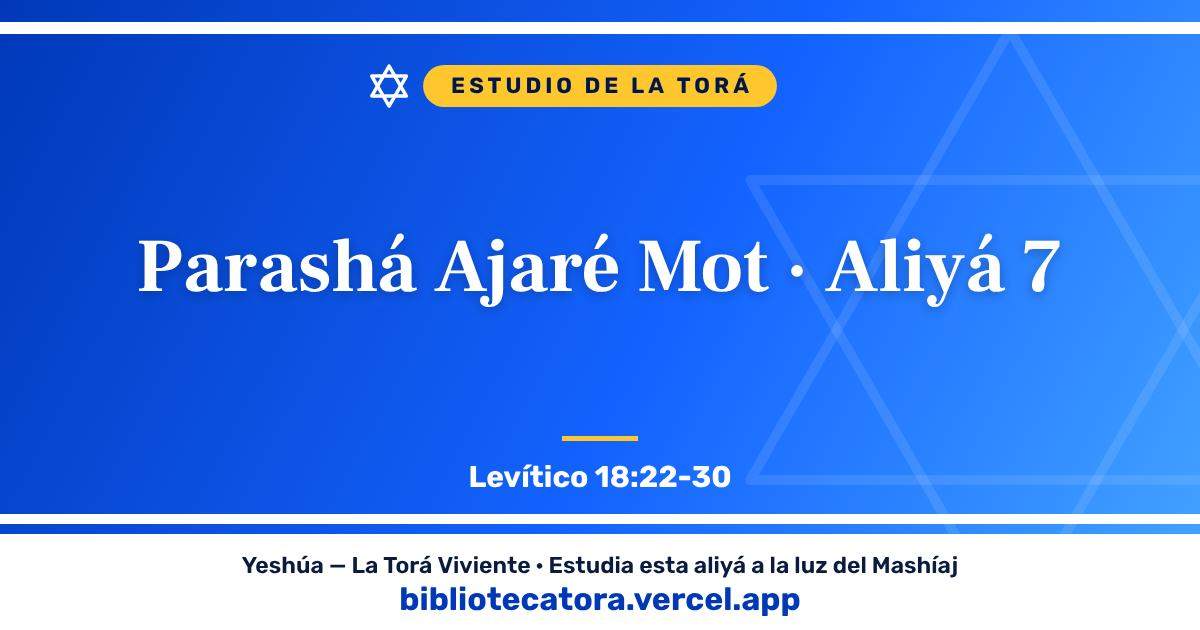 ESTUDIO DE LA TORÁ
Parashá Ajaré Mot · Aliyá 7
Levítico 18:22-30
Yeshúa — La Torá Viviente • Estudia esta aliyá a la luz del Mashíaj
bibliotecatora.vercel.app